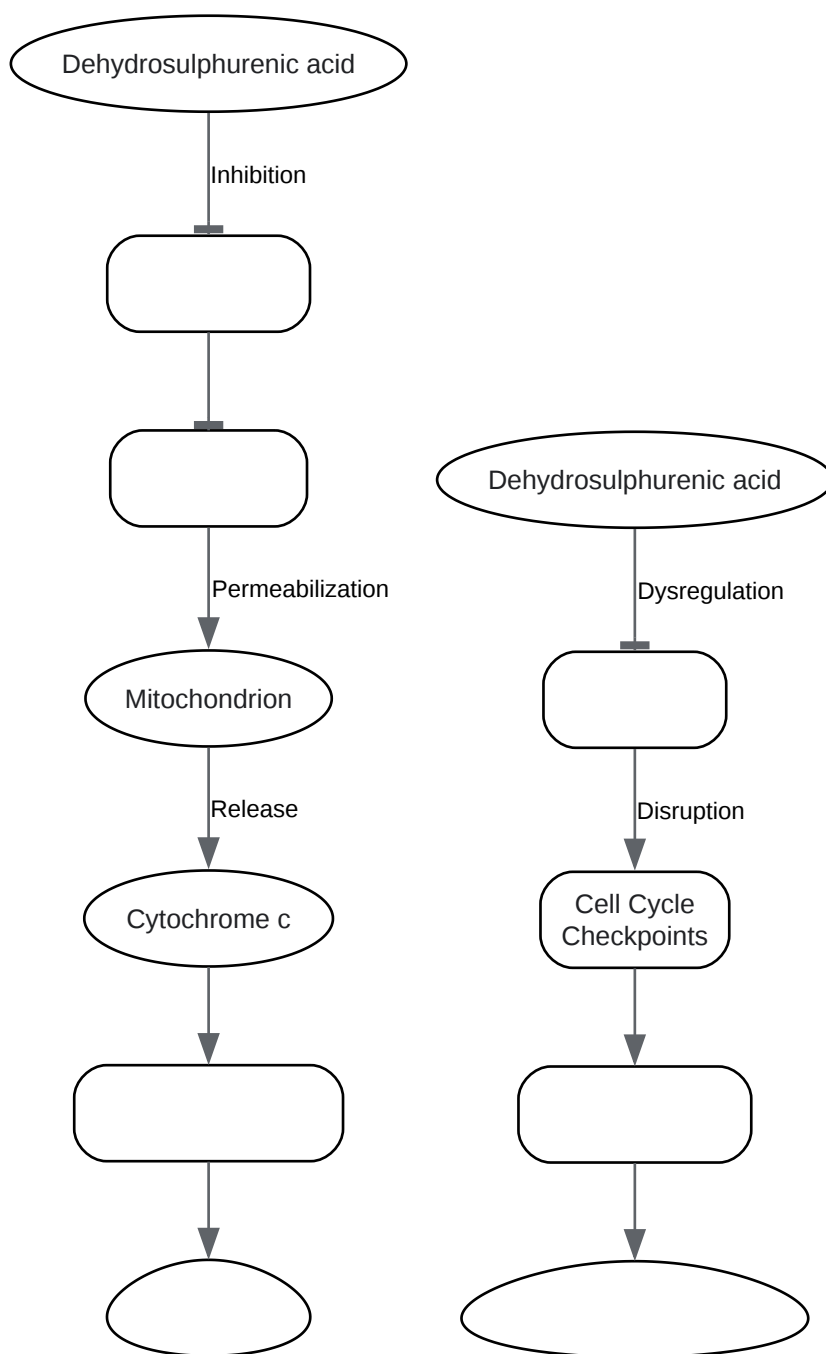 Dehydrosulphurenic acid
Inhibition
Permeabilization
Mitochondrion
Release
Cytochrome c
Dehydrosulphurenic acid
Dysregulation
Disruption
Cell Cycle
Checkpoints